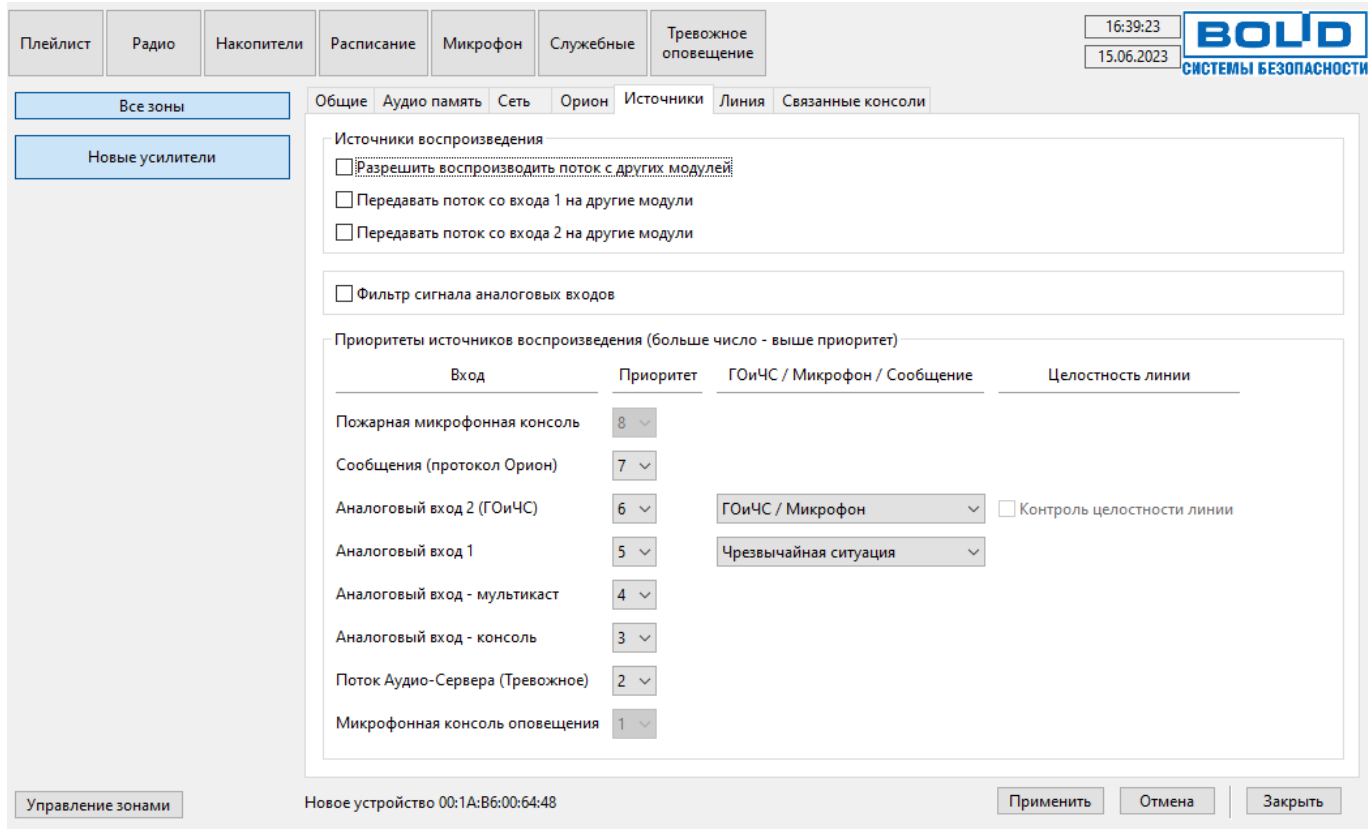 Плейлист
Радио
Накопители
Расписание
Микрофон
Служебные
Тревожное
оповещение
16:39:23
15.06.2023
BOLID
СИСТЕМЫ БЕЗОПАСНОСТИ
Все зоны
Новые усилители
Общие
Аудио память
Сеть
Орион
Источники
Линия
Связанные консоли
Источники воспроизведения
Разрешить воспроизводить поток с других модулей
Передавать поток со входа 1 на другие модули
Передавать поток со входа 2 на другие модули
Фильтр сигнала аналоговых входов
Приоритеты источников воспроизведения (больше число - выше приоритет)
Вход Приоритет ГОиЧС / Микрофон / Сообщение Целостность линии
Пожарная микрофонная консоль 8
Сообщения (протокол Орион) 7
Аналоговый вход 2 (ГОиЧС) 6 ГОиЧС / Микрофон Контроль целостности линии
Аналоговый вход 1 5 Чрезвычайная ситуация
Аналоговый вход - мультикаст 4
Аналоговый вход - консоль 3
Поток Аудио-Сервера (Тревожное) 2
Микрофонная консоль оповещения 1
Управление зонами
Новое устройство 00:1A:B6:00:64:48
Применить
Отмена
Закрыть